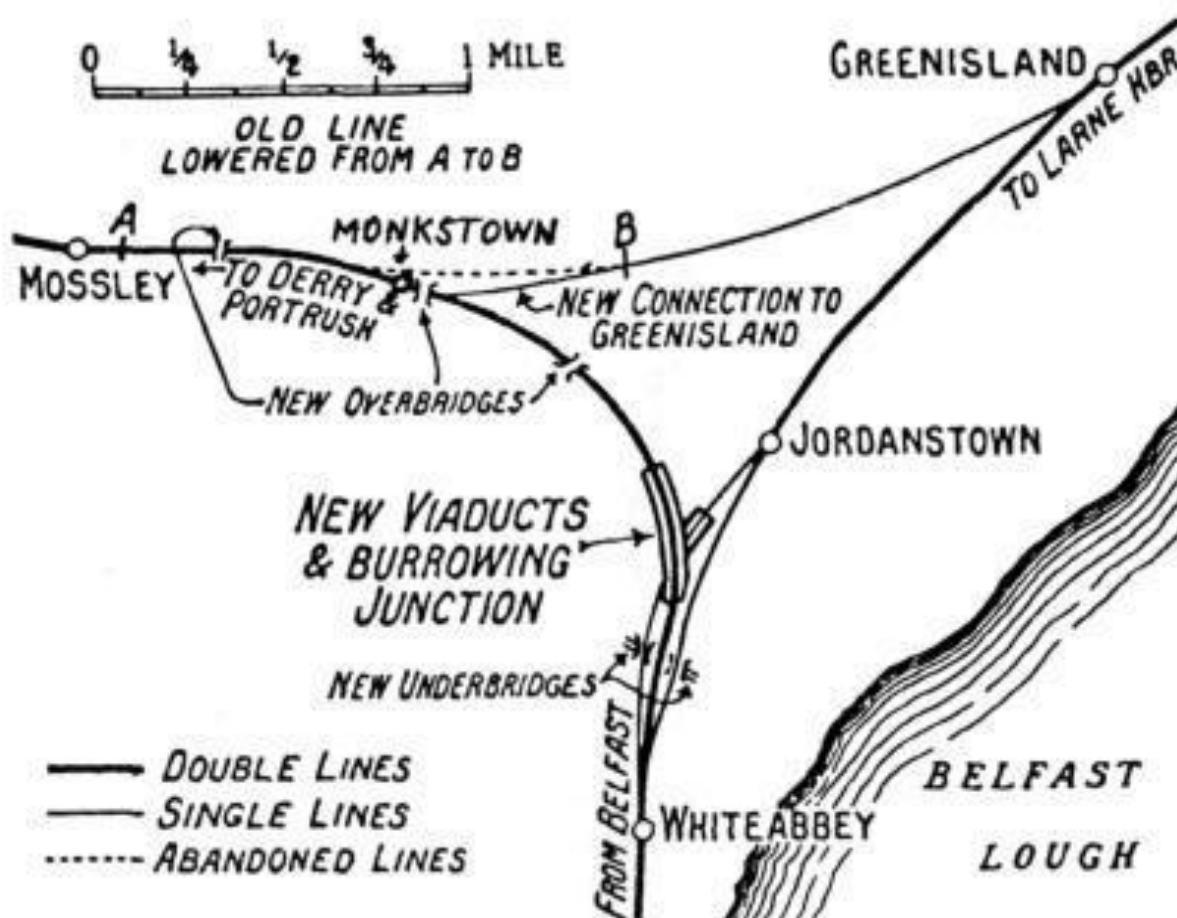 0 1/4 1/2 3/4 1 MILE
OLD LINE
LOWERED FROM A TO B
GREENISLAND
TO LARNE HBR
A
MOSSLEY
MONKSTOWN
B
TO DERRY &
PORTRUSH
NEW CONNECTION TO
GREENISLAND
NEW OVERBRIDGES
JORDANSTOWN
NEW VIADUCTS
& BURROWING
JUNCTION
NEW UNDERBRIDGES
FROM BELFAST
WHITEABBEY
DOUBLE LINES
SINGLE LINES
ABANDONED LINES
BELFAST
LOUGH